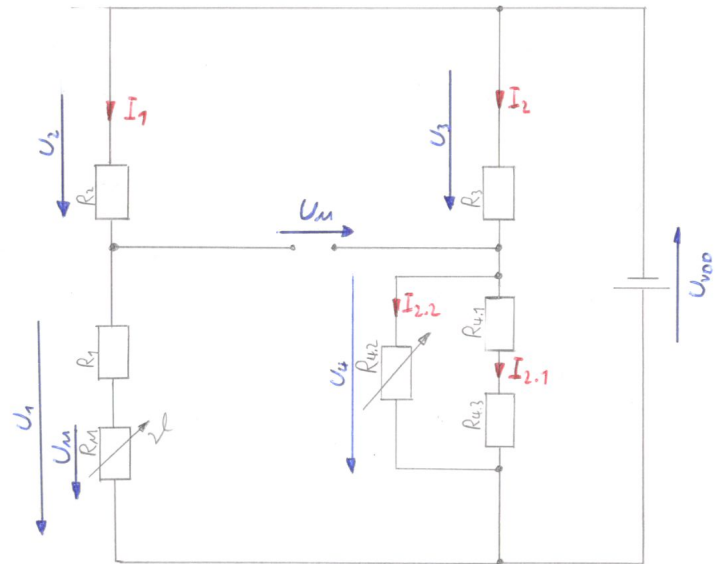 I1
I2
U2
U3
R2
R3
UM
UVDD
I2.2
R4.1
U4
R4.2
R1
I2.1
U1
UM
RM
ϑ
R4.3